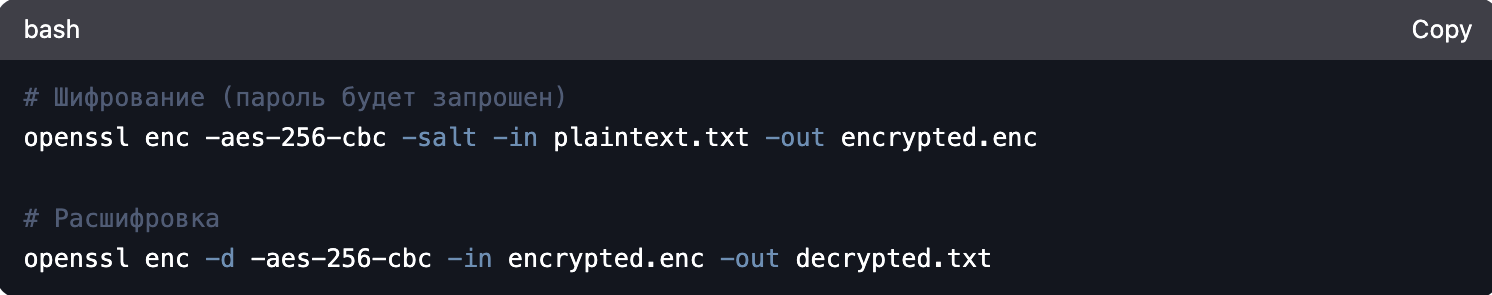 bash
Copy
# Шифрование (пароль будет запрошен)
openssl enc -aes-256-cbc -salt -in plaintext.txt -out encrypted.enc
# Расшифровка
openssl enc -d -aes-256-cbc -in encrypted.enc -out decrypted.txt